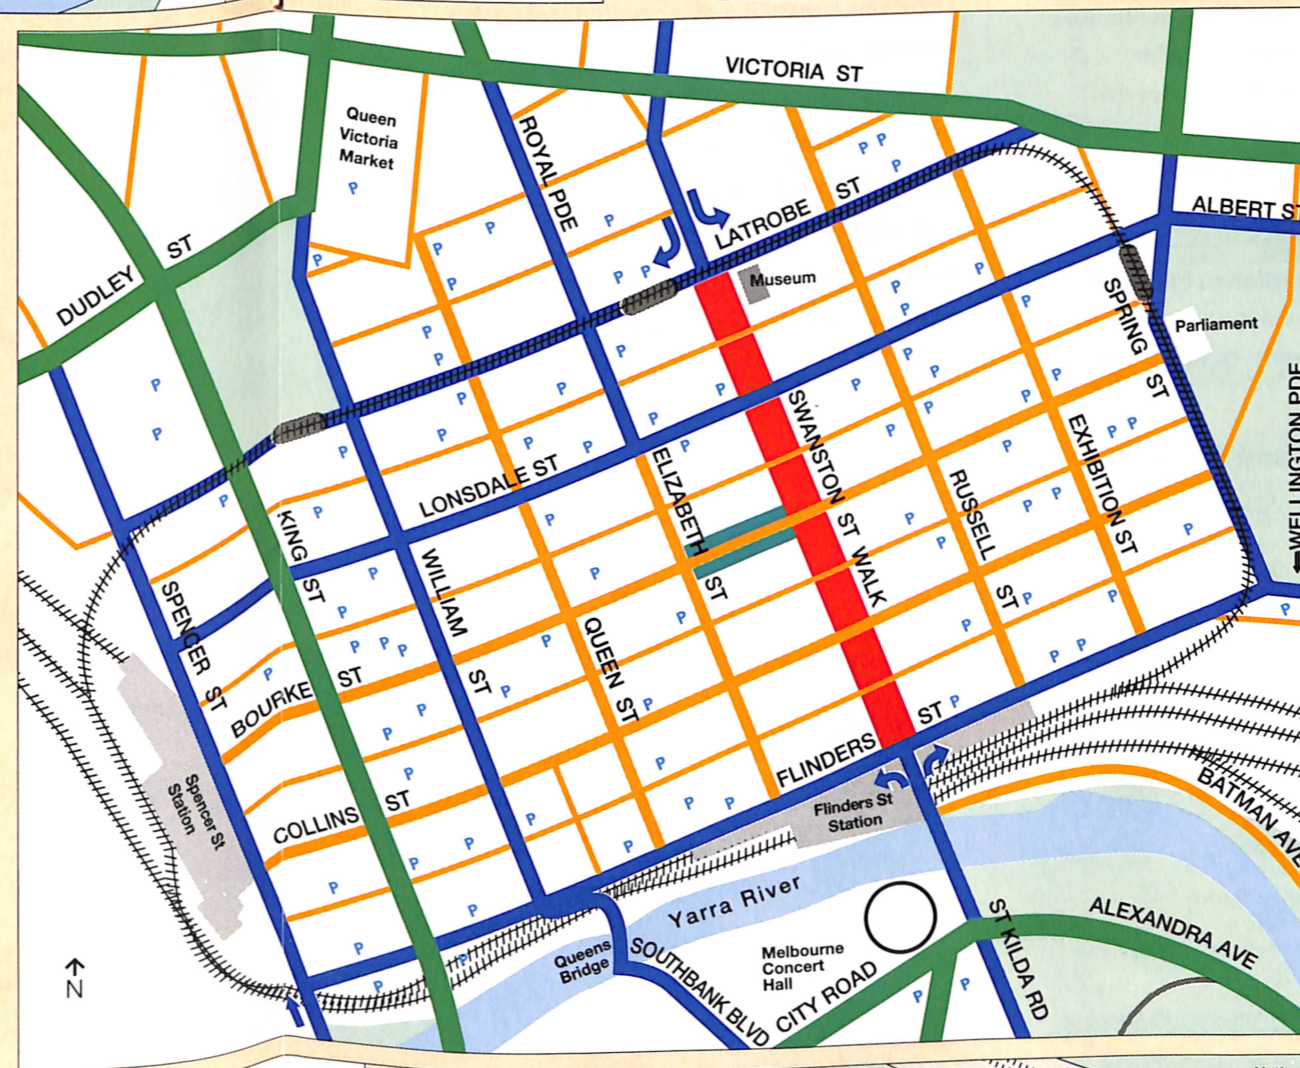 VICTORIA ST
Queen
Victoria
Market
P
ROYAL PDE
LATROBE ST
ALBERT ST
DUDLEY ST
Museum
SPRING ST
Parliament
WELLINGTON PDE
LONSDALE ST
ELIZABETH ST
SWANSTON ST WALK
RUSSELL ST
EXHIBITION ST
KING ST
WILLIAM ST
SPENCER ST
QUEEN ST
BOURKE ST
COLLINS ST
FLINDERS ST
Spencer St
Station
Flinders St
Station
BATMAN AVE
Yarra River
Queens
Bridge
SOUTHBANK BLVD
Melbourne
Concert
Hall
CITY ROAD
ST KILDA RD
ALEXANDRA AVE
N